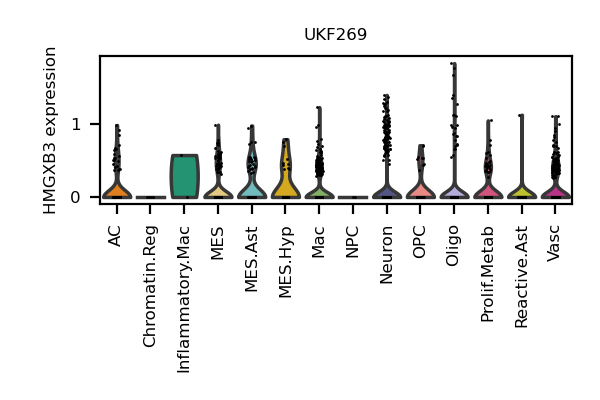 UKF269
HMGXB3 expression
1
0
AC
Chromatin.Reg
Inflammatory.Mac
MES
MES.Ast
MES.Hyp
Mac
NPC
Neuron
OPC
Oligo
Prolif.Metab
Reactive.Ast
Vasc